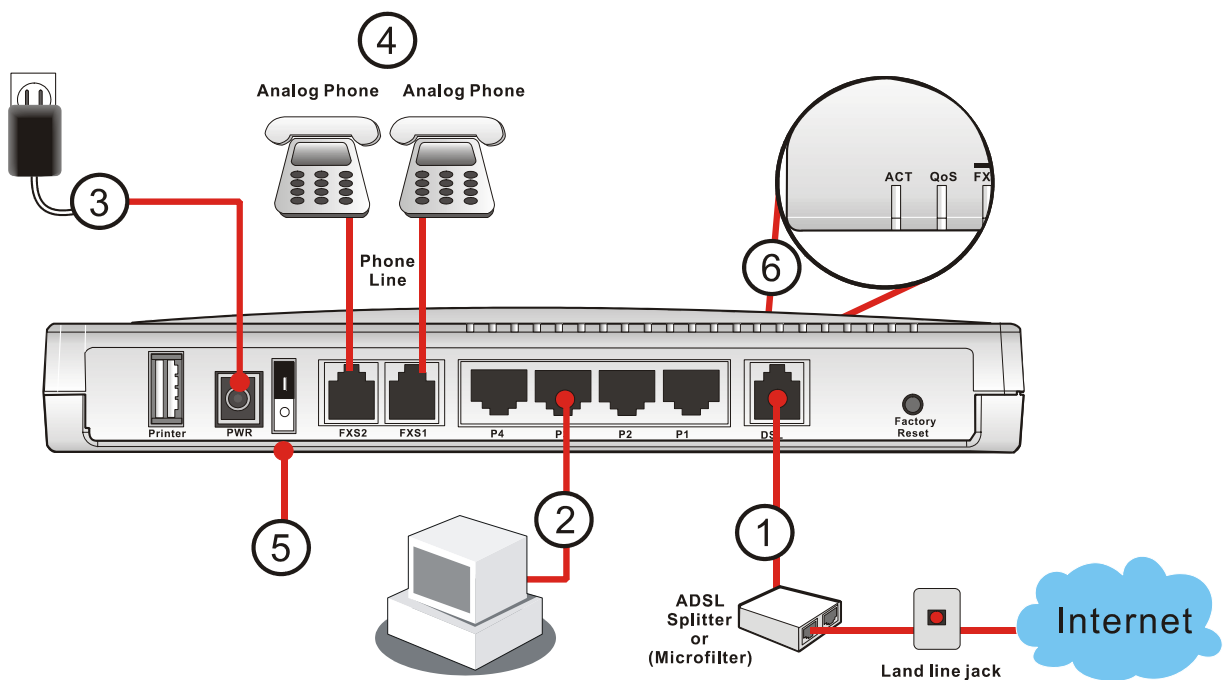 4
Analog Phone
Analog Phone
3
Phone
Line
ACT
QoS
FX
6
Printer
PWR
FXS2
FXS1
P4
P
P2
P1
Factory
Reset
5
2
1
ADSL
Splitter
or
(Microfilter)
Land line jack
Internet